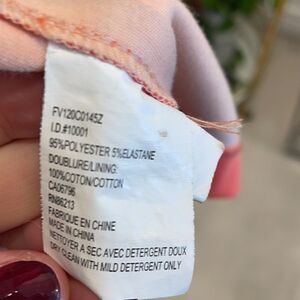 FV120C0145Z
I.D.#10001
95%POLYESTER 5%ELASTANE
DOUBLURE/LINING:
100%COTON/COTTON
CA06796
RN86213
FABRIQUE EN CHINE
MADE IN CHINA
NETTOYER A SEC AVEC DETERGENT DOUX
DRY CLEAN WITH MILD DETERGENT ONLY